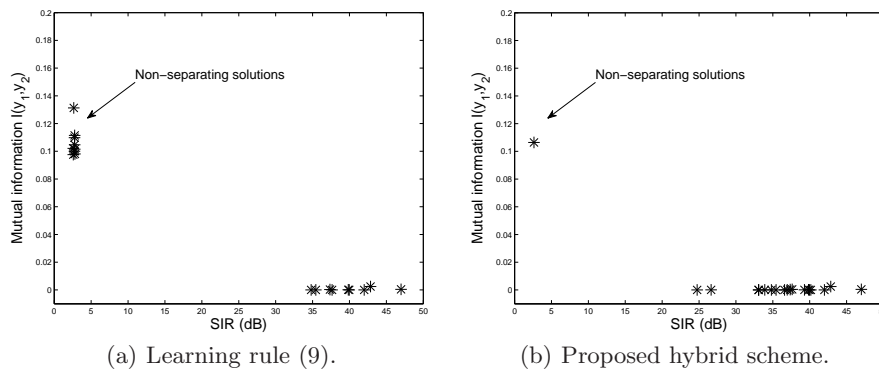 0.2
0.18
0.16
0.14
0.12
0.1
0.08
0.06
0.04
0.02
0
Mutual information I(y_1,y_2)
Non−separating solutions
0 5 10 15 20 25 30 35 40 45 50
SIR (dB)
(a) Learning rule (9).
0.2
0.18
0.16
0.14
0.12
0.1
0.08
0.06
0.04
0.02
0
Mutual information I(y_1,y_2)
Non−separating solutions
0 5 10 15 20 25 30 35 40 45
SIR (dB)
(b) Proposed hybrid scheme.